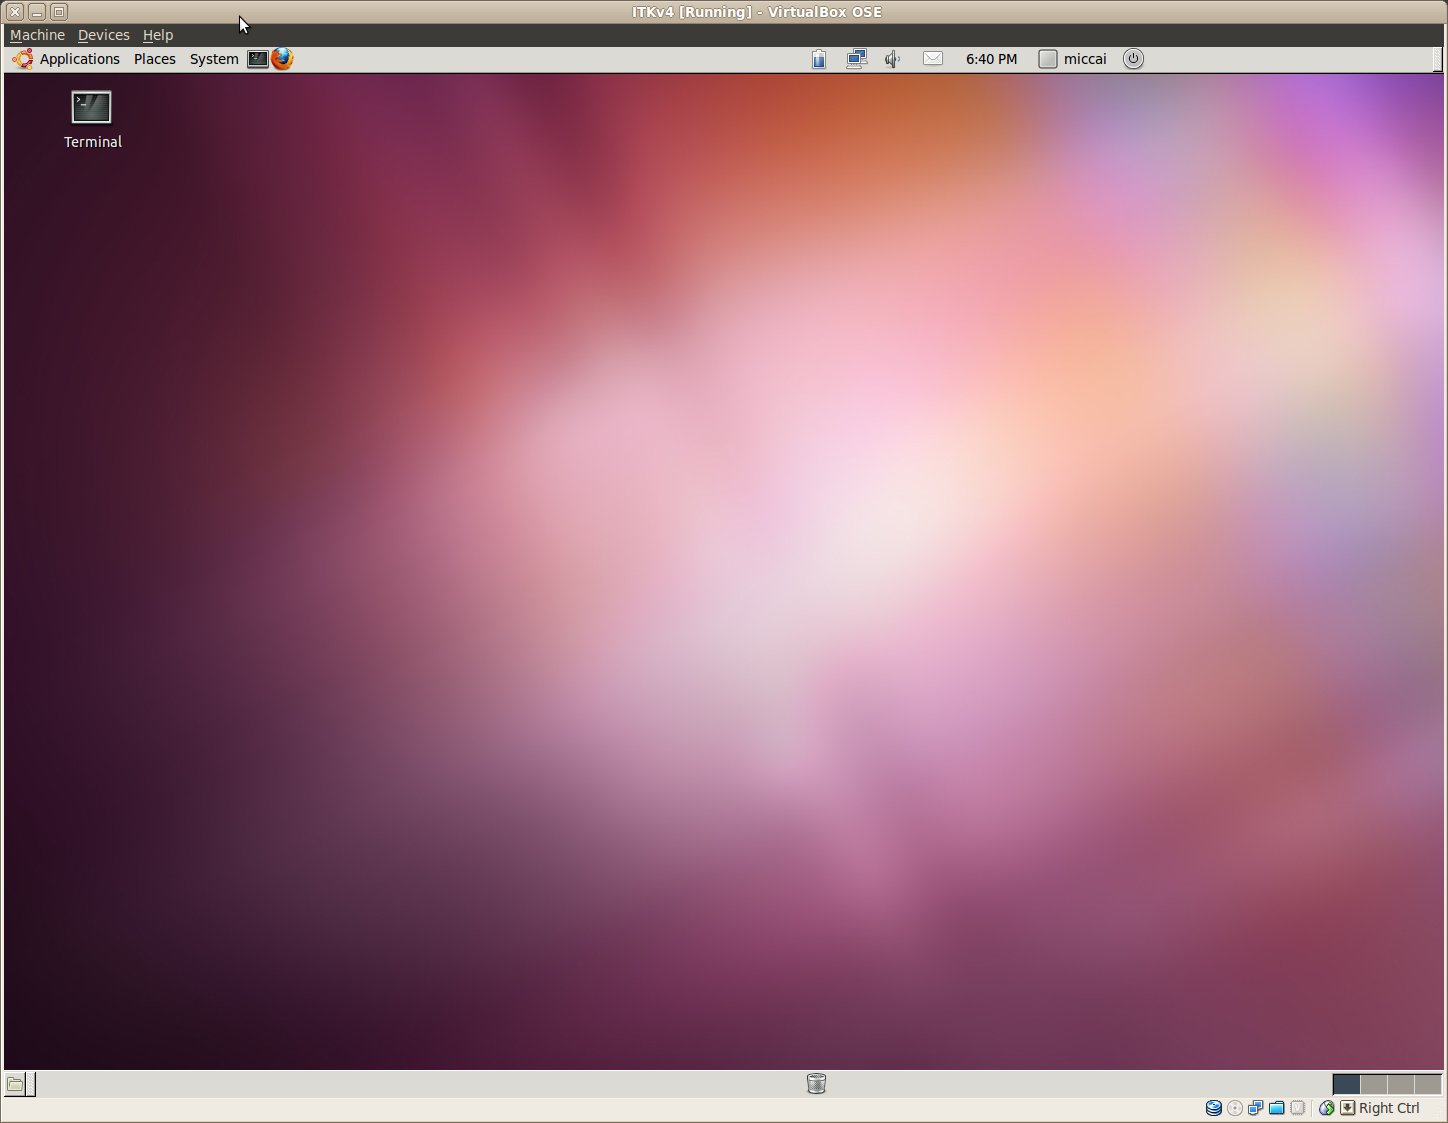 ITKv4 [Running] - VirtualBox OSE
Machine Devices Help
Applications Places System 6:40 PM miccai
Terminal
Right Ctrl